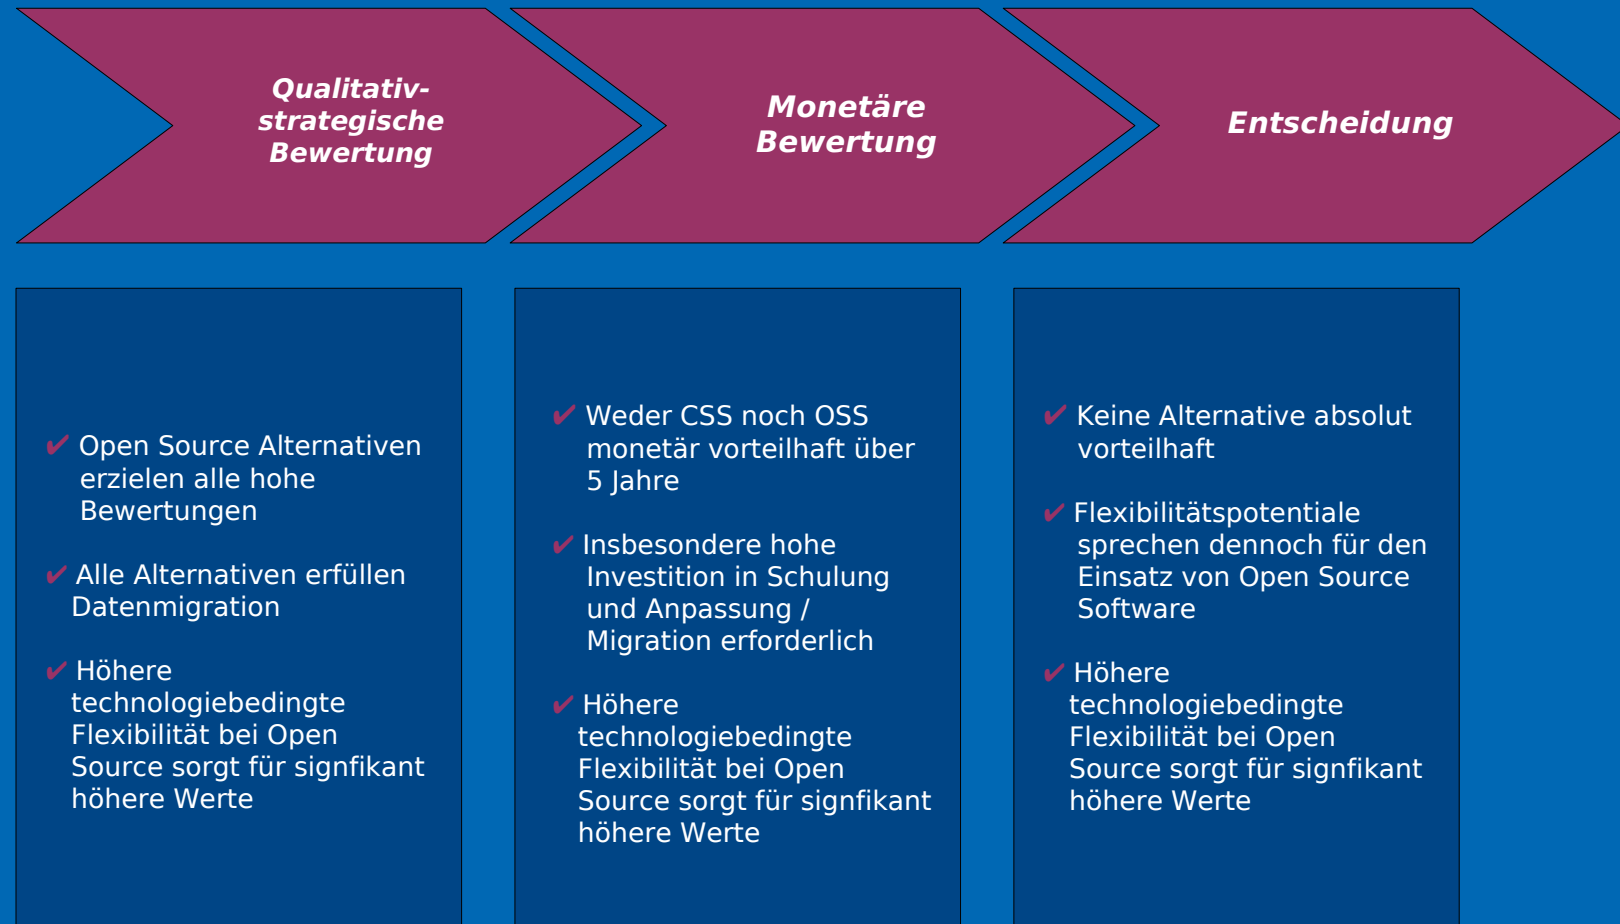 Qualitativ-
strategische
Bewertung
Monetäre
Bewertung
Entscheidung
✔ Open Source Alternativen
erzielen alle hohe
Bewertungen
✔ Alle Alternativen erfüllen
Datenmigration
✔ Höhere
technologiebedingte
Flexibilität bei Open
Source sorgt für signfikant
höhere Werte
✔ Weder CSS noch OSS
monetär vorteilhaft über
5 Jahre
✔ Insbesondere hohe
Investition in Schulung
und Anpassung /
Migration erforderlich
✔ Höhere
technologiebedingte
Flexibilität bei Open
Source sorgt für signfikant
höhere Werte
✔ Keine Alternative absolut
vorteilhaft
✔ Flexibilitätspotentiale
sprechen dennoch für den
Einsatz von Open Source
Software
✔ Höhere
technologiebedingte
Flexibilität bei Open
Source sorgt für signfikant
höhere Werte